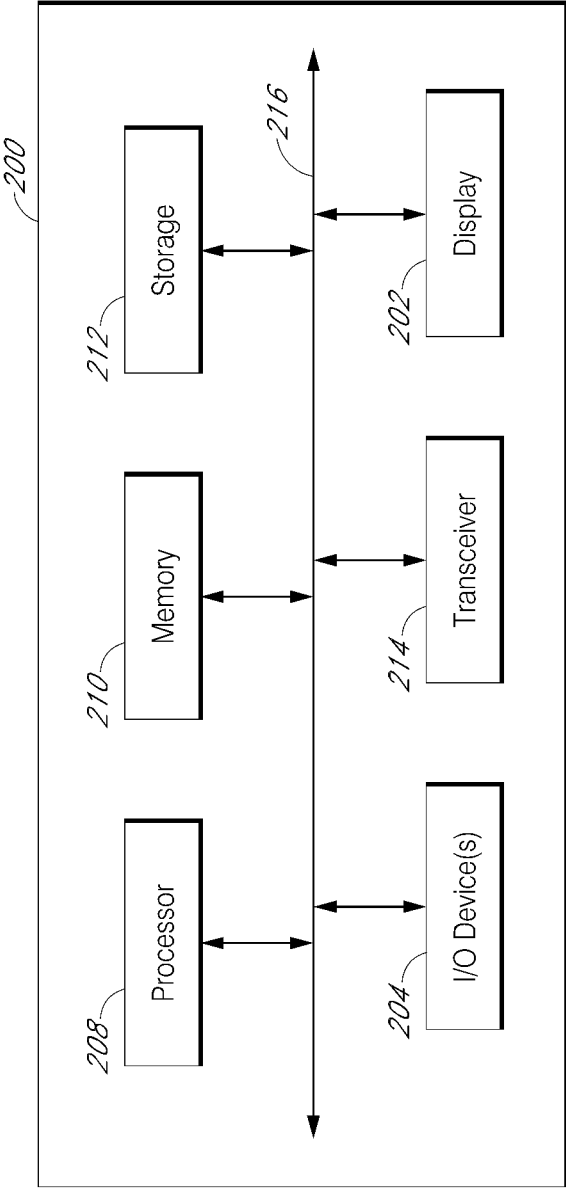 200
208
Processor
210
Memory
212
Storage
216
204
I/O Device(s)
214
Transceiver
202
Display